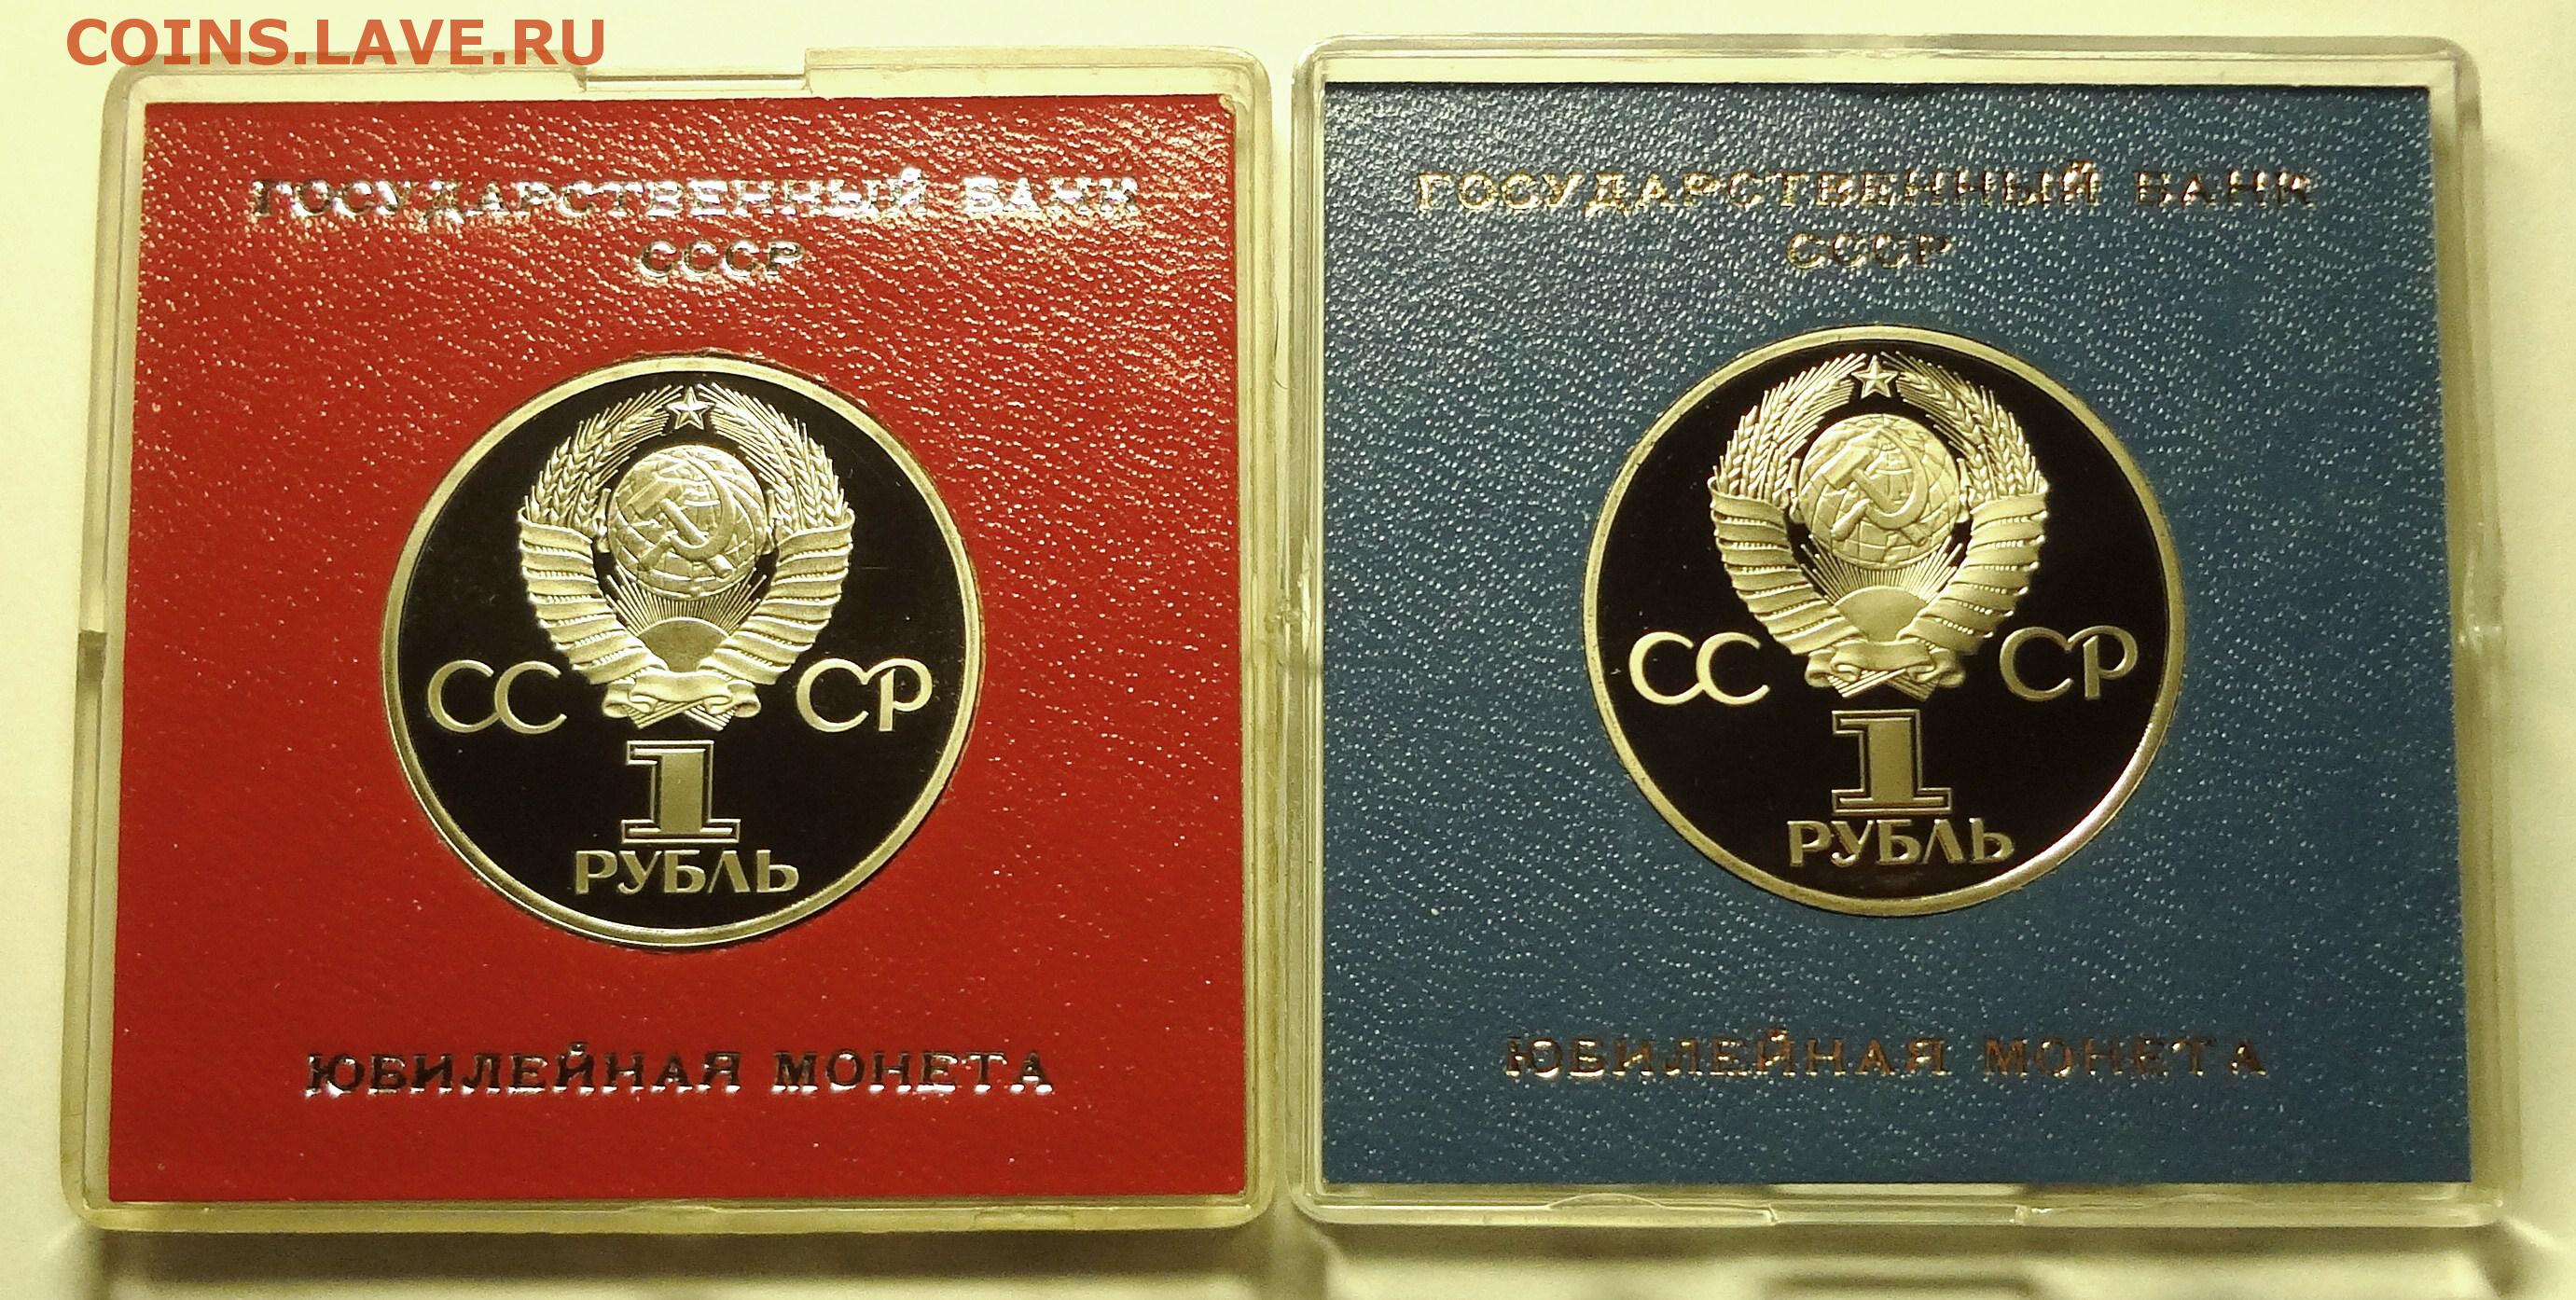 COINS.LAVE.RU
ГОСУДАРСТВЕННЫЙ БАНК
СССР
СС СР
1
РУБЛЬ
ЮБИЛЕЙНАЯ МОНЕТА
ГОСУДАРСТВЕННЫЙ БАНК
СССР
СС СР
1
РУБЛЬ
ЮБИЛЕЙНАЯ МОНЕТА